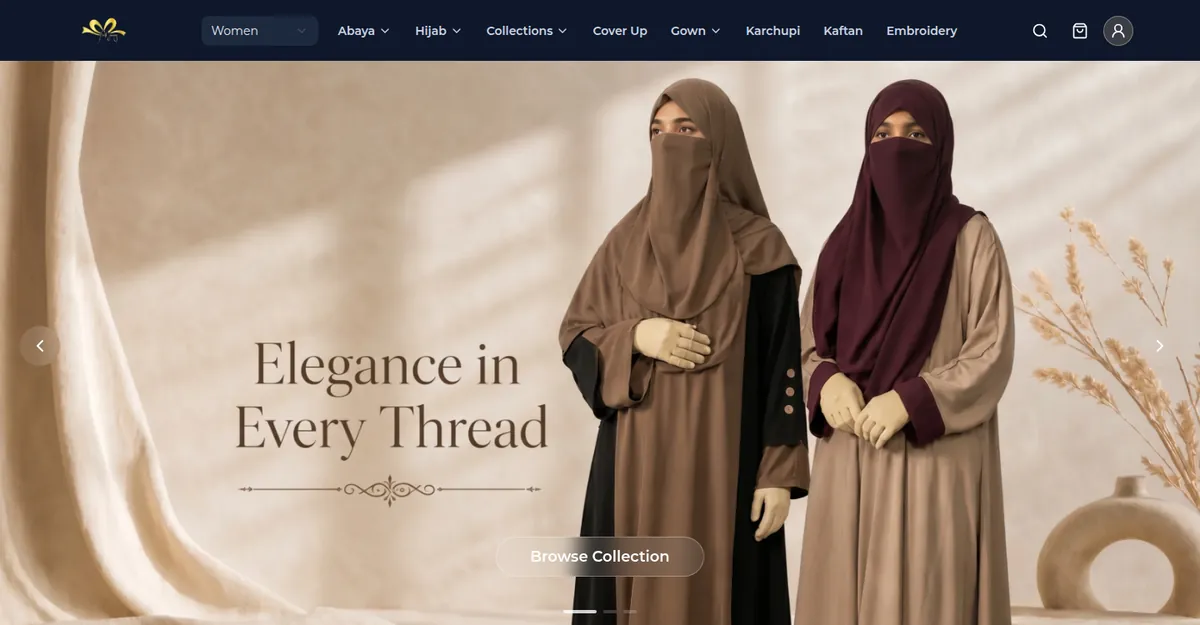 Women
Abaya
Hijab
Collections
Cover Up
Gown
Karchupi
Kaftan
Embroidery
Elegance in
Every Thread
Browse Collection